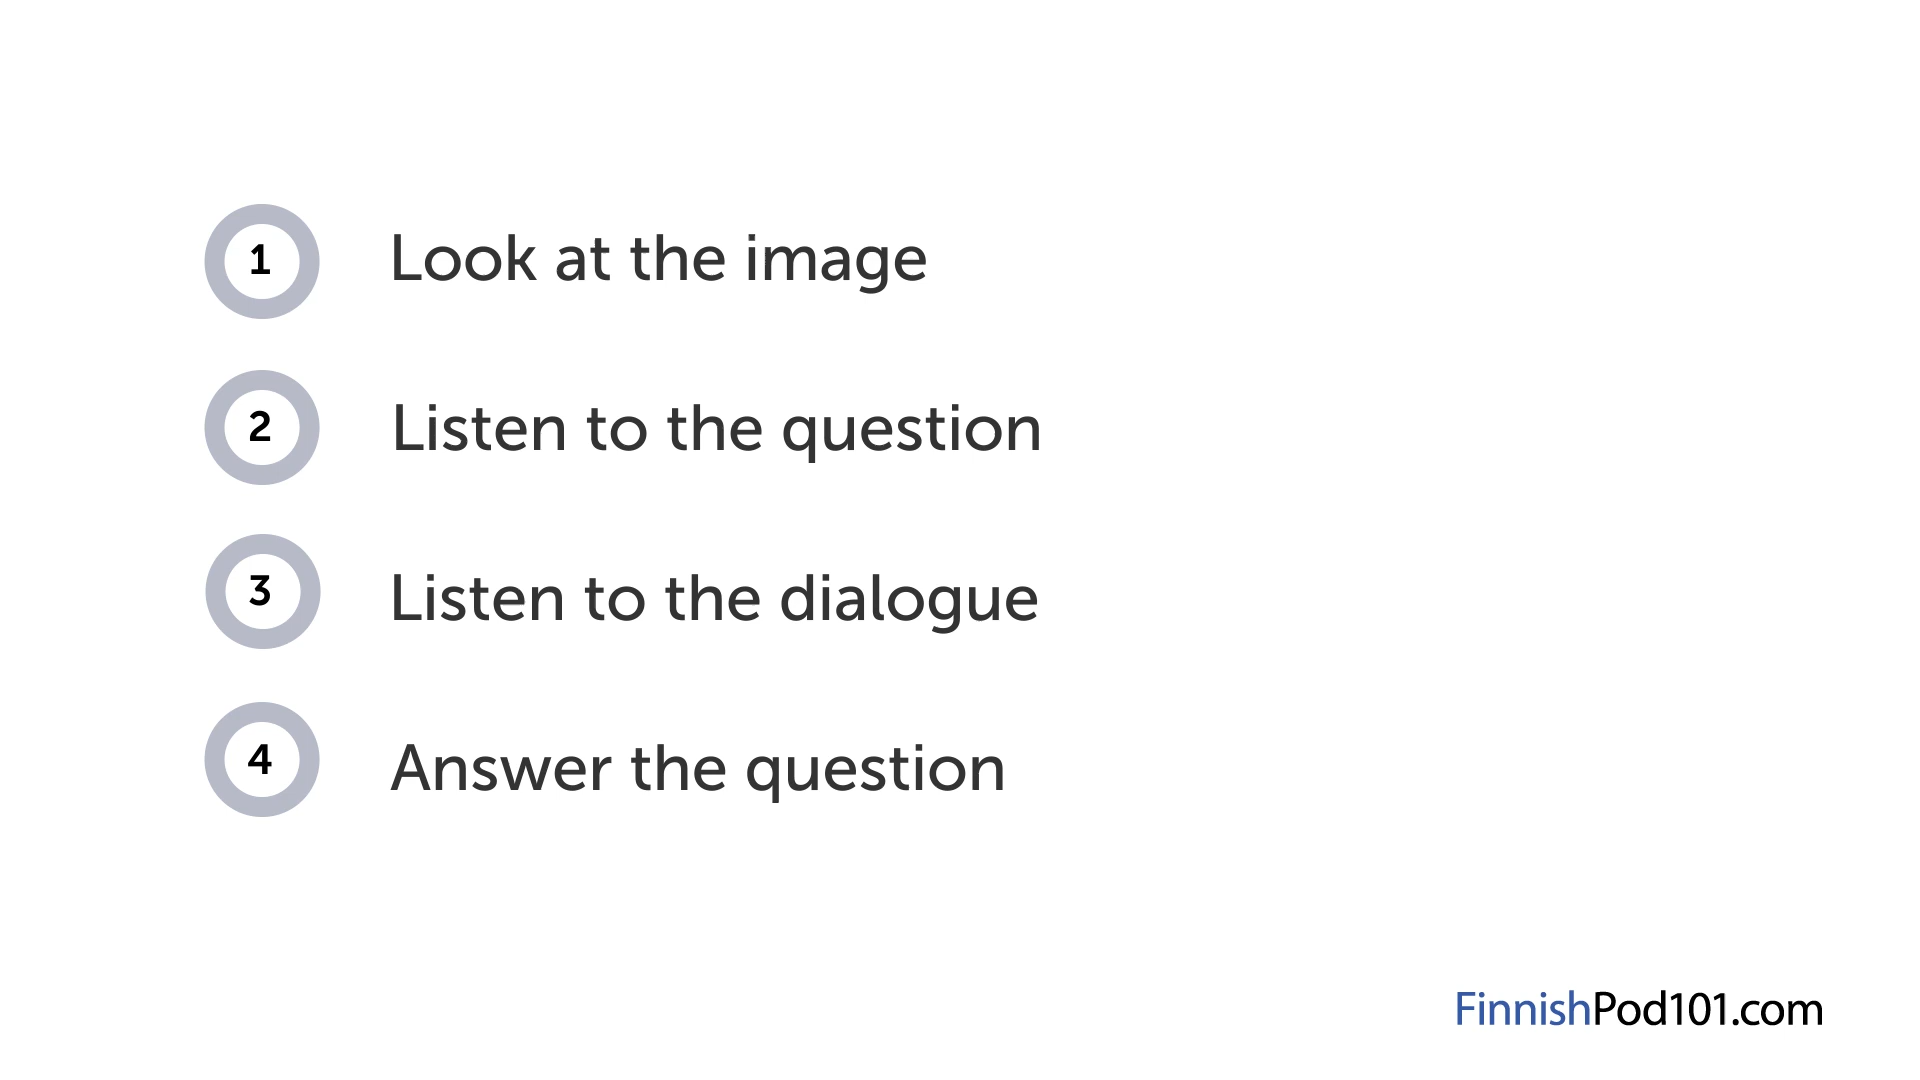 1 Look at the image
2 Listen to the question
3 Listen to the dialogue
4 Answer the question
FinnishPod101.com